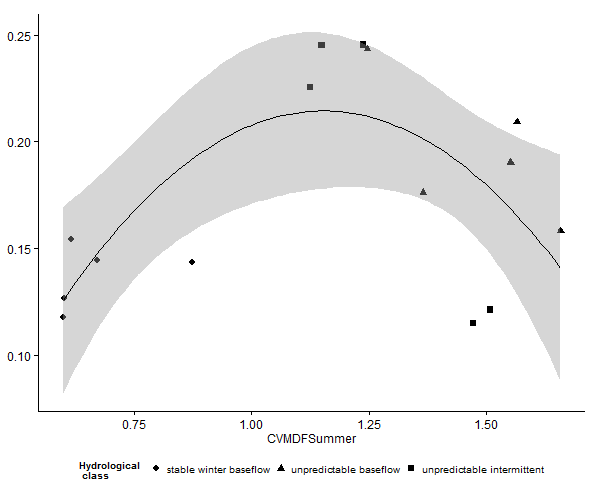 0.25
0.20
0.15
0.10
0.75 1.00 1.25 1.50
CVMDFSummer
Hydrological
class
stable winter baseflow unpredictable baseflow unpredictable intermittent